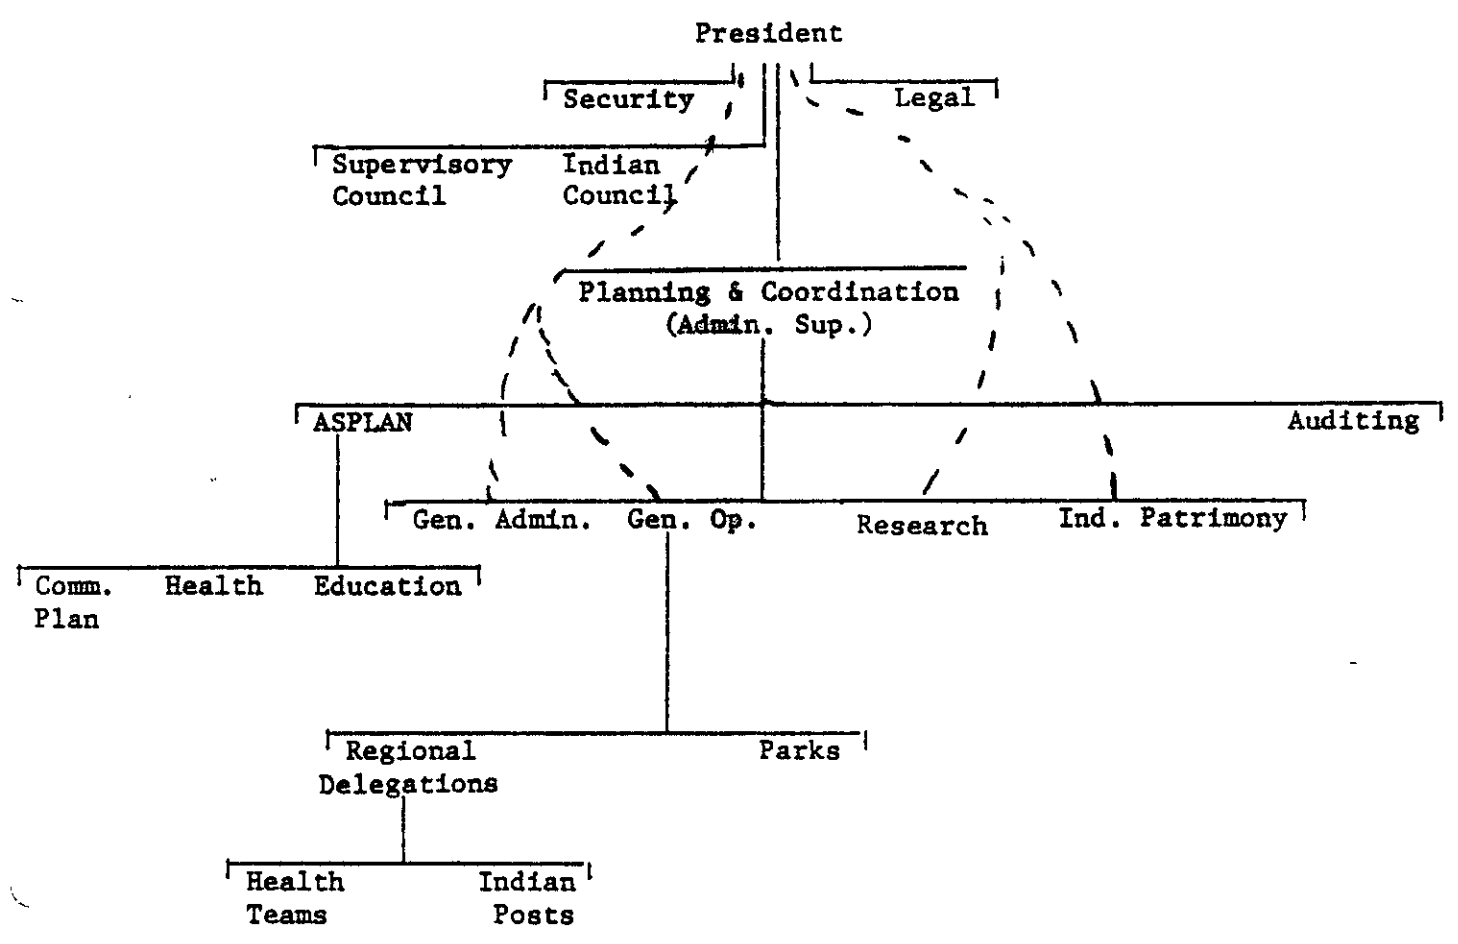 President
Security Legal
Supervisory Indian
Council Council
Planning & Coordination
(Admin. Sup.)
ASPLAN Auditing
Gen. Admin. Gen. Op. Research Ind. Patrimony
Comm. Health Education
Plan
Regional Parks
Delegations
Health Indian
Teams Posts